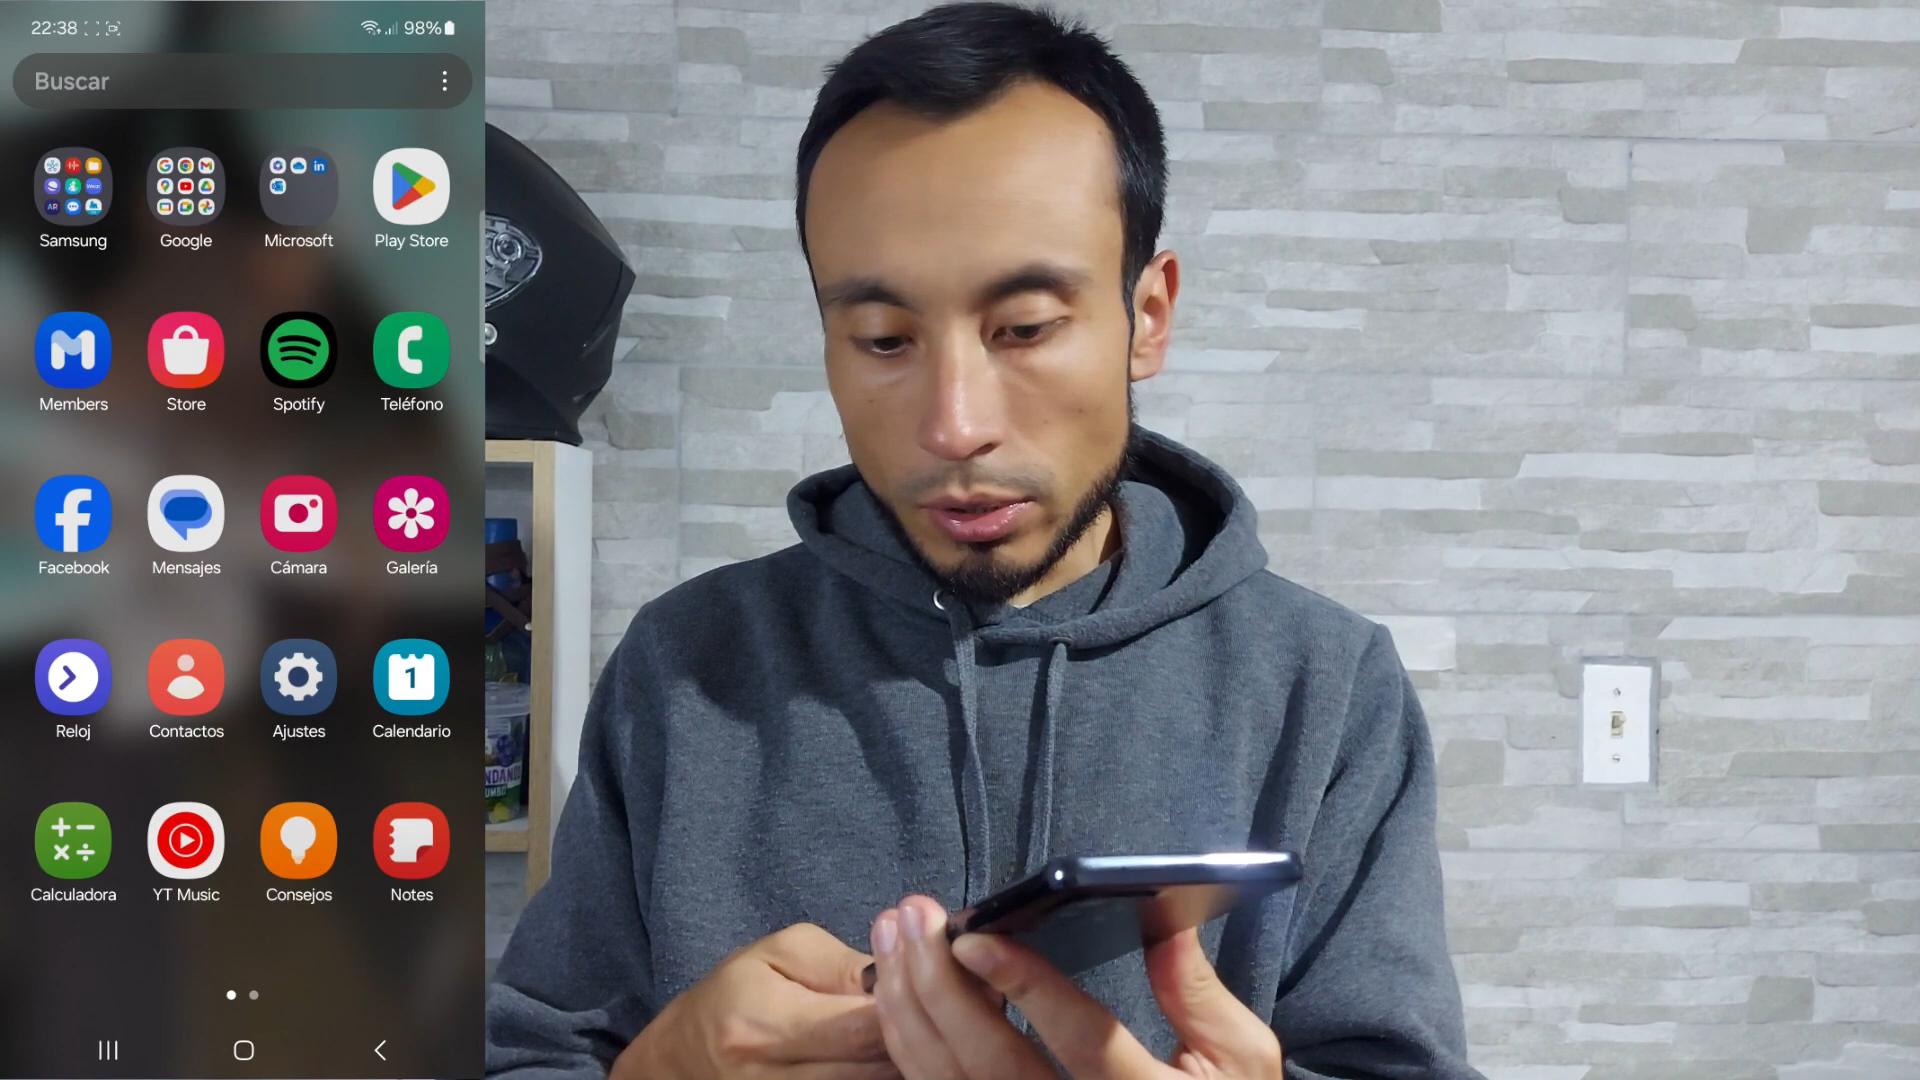 22:38
98%
Buscar
Samsung
Google
Microsoft
Play Store
Members
Store
Spotify
Teléfono
Facebook
Mensajes
Cámara
Galería
Reloj
Contactos
Ajustes
1
Calendario
Calculadora
YT Music
Consejos
Notes